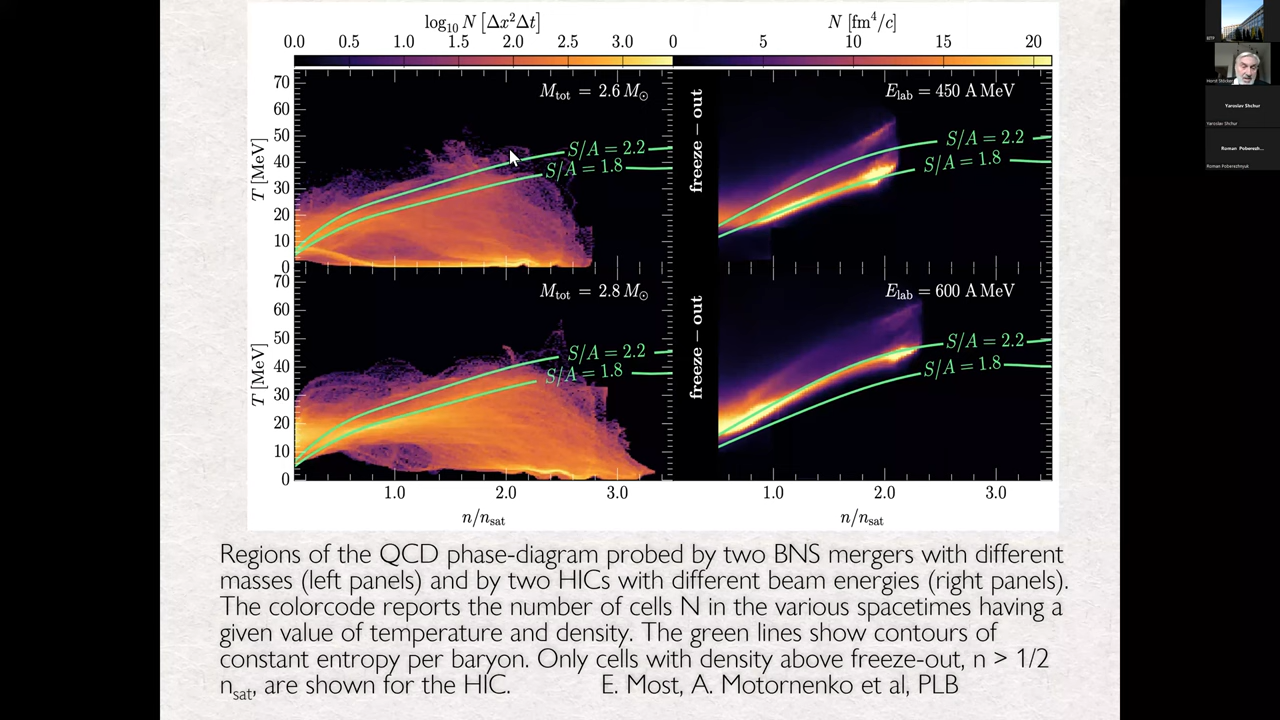 log₁₀ N [Δx²Δt]
0.0 0.5 1.0 1.5 2.0 2.5 3.0
N [fm⁴/c]
0 5 10 15 20
M_tot = 2.6 M⊙
S/A = 2.2
S/A = 1.8
T [MeV]
70
60
50
40
30
20
10
0
freeze − out
E_lab = 450 A MeV
S/A = 2.2
S/A = 1.8
M_tot = 2.8 M⊙
S/A = 2.2
S/A = 1.8
T [MeV]
70
60
50
40
30
20
10
0
freeze − out
E_lab = 600 A MeV
S/A = 2.2
S/A = 1.8
1.0 2.0 3.0
n/n_sat
1.0 2.0 3.0
n/n_sat
Regions of the QCD phase-diagram probed by two BNS mergers with different
masses (left panels) and by two HICs with different beam energies (right panels).
The colorcode reports the number of cells N in the various spacetimes having a
given value of temperature and density. The green lines show contours of
constant entropy per baryon. Only cells with density above freeze-out, n > 1/2
n_sat, are shown for the HIC. E. Most, A. Motornenko et al, PLB
BITP
Horst Stöcker
Yaroslav Shchur
Yaroslav Shchur
Roman Poberezh...
Roman Poberezhnyuk